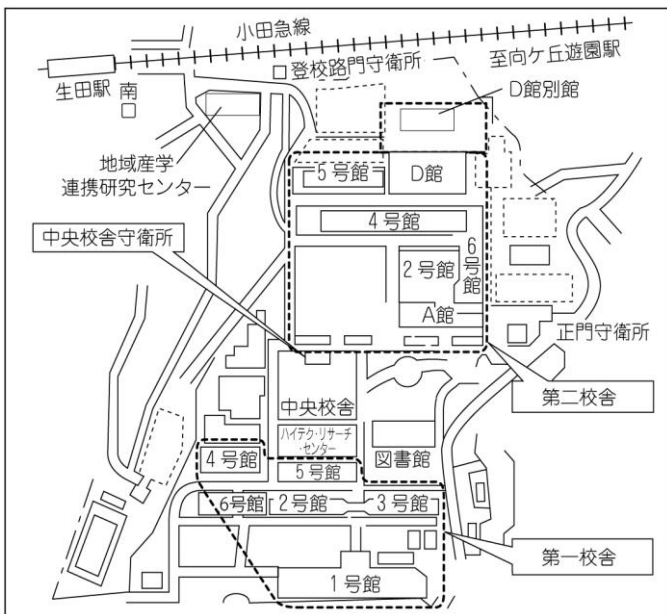 小田急線
至向ケ丘遊園駅
登校路門守衛所
生田駅
南
D館別館
地域産学
連携研究センター
5号館
D館
中央校舎守衛所
4号館
6号館
2号館
A館
正門守衛所
第二校舎
中央校舎
ハイテク・リサーチ
・センター
図書館
4号館
5号館
6号館
2号館
3号館
第一校舎
1号館